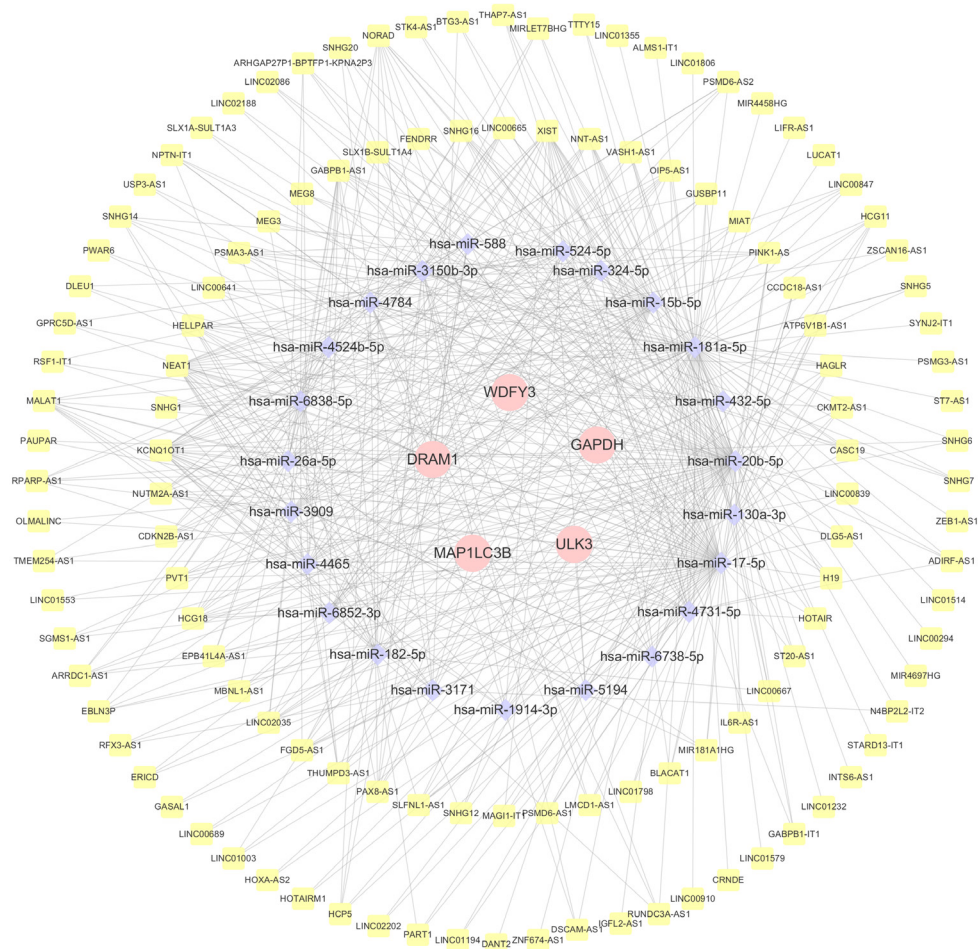 THAP7-AS1
BTG3-AS1
MIRLET7BHG
STK4-AS1
TTTY15
NORAD
LINC01355
SNHG20
ALMS1-IT1
ARHGAP27P1-BPTFP1-KPNA2P3
LINC01806
LINC02086
PSMD6-AS2
LINC02188
MIR4458HG
SLX1A-SULT1A3
LIFR-AS1
NPTN-IT1
LUCAT1
USP3-AS1
LINC00847
SNHG14
HCG11
PWAR6
ZSCAN16-AS1
DLEU1
SNHG5
GPRC5D-AS1
SYNJ2-IT1
RSF1-IT1
PSMG3-AS1
MALAT1
ST7-AS1
PAUPAR
SNHG6
RPARP-AS1
SNHG7
OLMALINC
ZEB1-AS1
TMEM254-AS1
ADIRF-AS1
LINC01553
LINC01514
SGMS1-AS1
LINC00294
ARRDC1-AS1
MIR4697HG
EBLN3P
N4BP2L2-IT2
RFX3-AS1
STARD13-IT1
ERICD
INTS6-AS1
GASAL1
LINC01232
LINC00689
GABPB1-IT1
LINC01003
LINC01579
HOXA-AS2
CRNDE
HOTAIRM1
LINC00910
HCP5
RUNDC3A-AS1
LINC02202
IGFL2-AS1
PART1
DSCAM-AS1
LINC01194
ZNF674-AS1
DANT2
LINC00665
XIST
SNHG16
NNT-AS1
FENDRR
VASH1-AS1
SLX1B-SULT1A4
OIP5-AS1
GABPB1-AS1
GUSBP11
MEG8
MIAT
MEG3
PINK1-AS
PSMA3-AS1
CCDC18-AS1
LINC00641
ATP6V1B1-AS1
HELLPAR
HAGLR
NEAT1
CKMT2-AS1
SNHG1
CASC19
KCNQ1OT1
LINC00839
NUTM2A-AS1
DLG5-AS1
CDKN2B-AS1
H19
PVT1
HOTAIR
HCG18
ST20-AS1
EPB41L4A-AS1
LINC00667
MBNL1-AS1
IL6R-AS1
LINC02035
MIR181A1HG
FGD5-AS1
BLACAT1
THUMPD3-AS1
LINC01798
PAX8-AS1
LMCD1-AS1
SLFNL1-AS1
PSMD6-AS1
SNHG12
MAGI1-IT1
hsa-miR-588
hsa-miR-524-5p
hsa-miR-3150b-3p
hsa-miR-324-5p
hsa-miR-4784
hsa-miR-15b-5p
hsa-miR-4524b-5p
hsa-miR-181a-5p
hsa-miR-6838-5p
hsa-miR-432-5p
hsa-miR-26a-5p
hsa-miR-20b-5p
hsa-miR-3909
hsa-miR-130a-3p
hsa-miR-4465
hsa-miR-17-5p
hsa-miR-6852-3p
hsa-miR-4731-5p
hsa-miR-182-5p
hsa-miR-6738-5p
hsa-miR-3171
hsa-miR-5194
hsa-miR-1914-3p
WDFY3
GAPDH
DRAM1
MAP1LC3B
ULK3